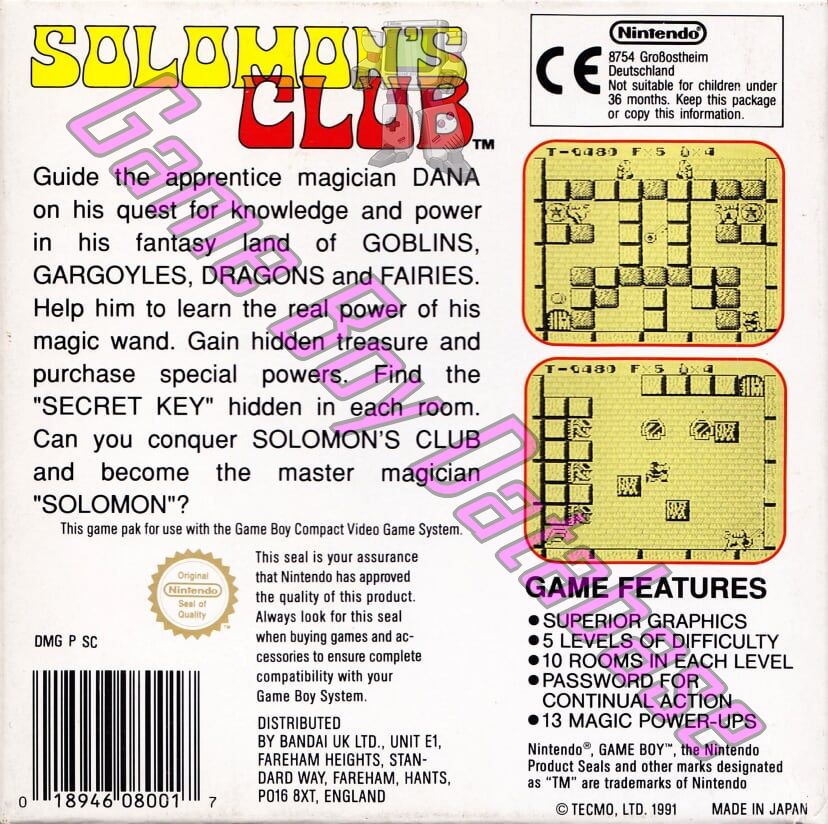 SOLOMON'S
CLUB™
Guide the apprentice magician DANA
on his quest for knowledge and power
in his fantasy land of GOBLINS,
GARGOYLES, DRAGONS and FAIRIES.
Help him to learn the real power of his
magic wand. Gain hidden treasure and
purchase special powers. Find the
"SECRET KEY" hidden in each room.
Can you conquer SOLOMON'S CLUB
and become the master magician
"SOLOMON"?
This game pak for use with the Game Boy Compact Video Game System.
Original
Nintendo
Seal of
Quality
™
This seal is your assurance
that Nintendo has approved
the quality of this product.
Always look for this seal
when buying games and ac-
cessories to ensure complete
compatibility with your
Game Boy System.
DMG P SC
0 18946 08001 7
DISTRIBUTED
BY BANDAI UK LTD., UNIT E1,
FAREHAM HEIGHTS, STAN-
DARD WAY, FAREHAM, HANTS,
PO16 8XT, ENGLAND
CE
Nintendo®
8754 Großostheim
Deutschland
Not suitable for children under
36 months. Keep this package
or copy this information.
T-0480 F×5 ×4
T-0480 F×5 ×4
GAME FEATURES
● SUPERIOR GRAPHICS
● 5 LEVELS OF DIFFICULTY
● 10 ROOMS IN EACH LEVEL
● PASSWORD FOR
CONTINUAL ACTION
● 13 MAGIC POWER-UPS
Nintendo®, GAME BOY™, the Nintendo
Product Seals and other marks designated
as "TM" are trademarks of Nintendo
© TECMO, LTD. 1991 MADE IN JAPAN
Game Boy Database